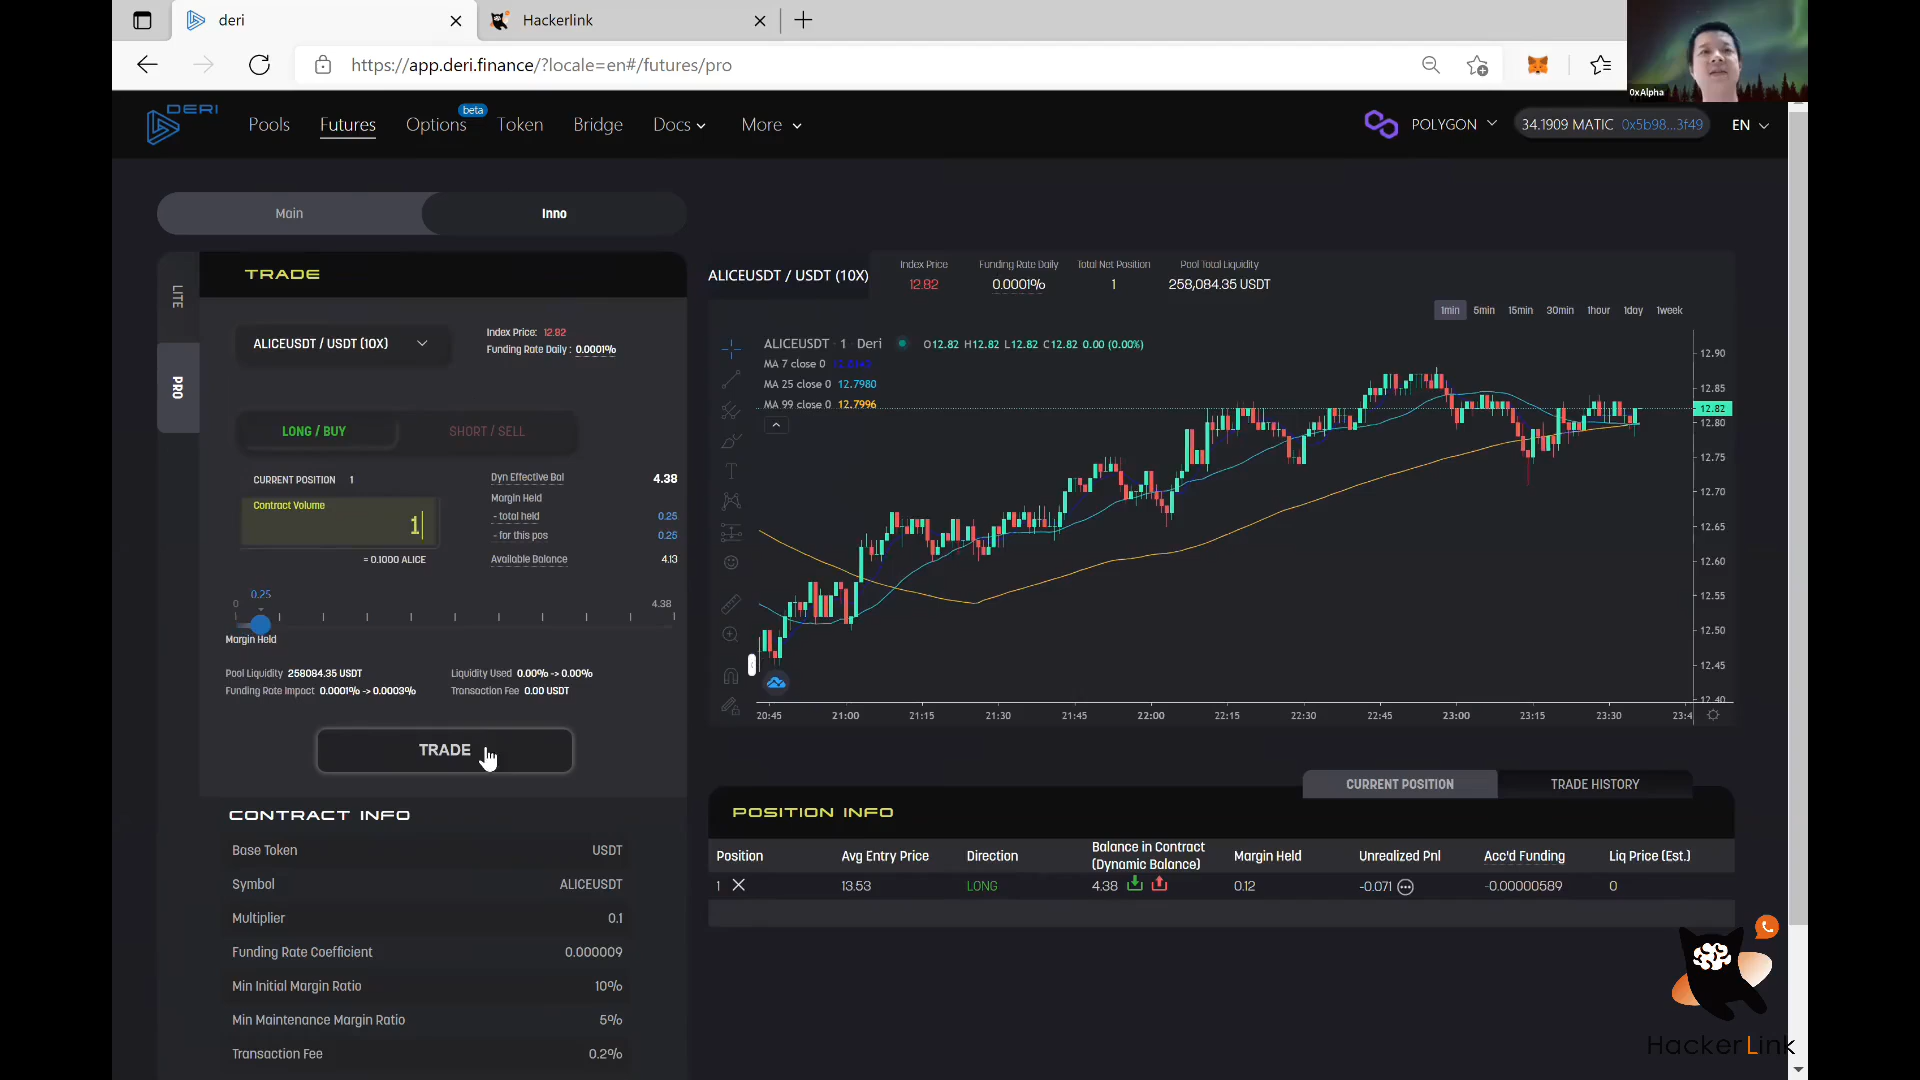 deri
Hackerlink
https://app.deri.finance/?locale=en#/futures/pro
0xAlpha
DERI
Pools
Futures
Options
beta
Token
Bridge
Docs
More
POLYGON
34.1909 MATIC 0x5b98...3f49
EN
Main
Inno
LITE
PRO
TRADE
ALICEUSDT / USDT (10X)
Index Price: 12.82
Funding Rate Daily : 0.0001%
LONG / BUY
SHORT / SELL
CURRENT POSITION 1
Contract Volume
1
= 0.1000 ALICE
Dyn Effective Bal 4.38
Margin Held
- total held 0.25
- for this pos 0.25
Available Balance 4.13
0.25
0
4.38
Margin Held
Pool Liquidity 258084.35 USDT
Liquidity Used 0.00% -> 0.00%
Funding Rate Impact 0.0001% -> 0.0003%
Transaction Fee 0.00 USDT
TRADE
CONTRACT INFO
Base Token USDT
Symbol ALICEUSDT
Multiplier 0.1
Funding Rate Coefficient 0.000009
Min Initial Margin Ratio 10%
Min Maintenance Margin Ratio 5%
Transaction Fee 0.2%
ALICEUSDT / USDT (10X)
Index Price
12.82
Funding Rate Daily
0.0001%
Total Net Position
1
Pool Total Liquidity
258,084.35 USDT
1min 5min 15min 30min 1hour 1day 1week
ALICEUSDT · 1 · Deri O12.82 H12.82 L12.82 C12.82 0.00 (0.00%)
MA 7 close 0
MA 25 close 0 12.7980
MA 99 close 0 12.7996
12.90
12.85
12.82
12.80
12.75
12.70
12.65
12.60
12.55
12.50
12.45
12.40
20:45 21:00 21:15 21:30 21:45 22:00 22:15 22:30 22:45 23:00 23:15 23:30 23:4
CURRENT POSITION
TRADE HISTORY
POSITION INFO
Position
Avg Entry Price
Direction
Balance in Contract
(Dynamic Balance)
Margin Held
Unrealized Pnl
Acc'd Funding
Liq Price (Est.)
1 13.53 LONG 4.38 0.12 -0.071 -0.00000589 0
HackerLink